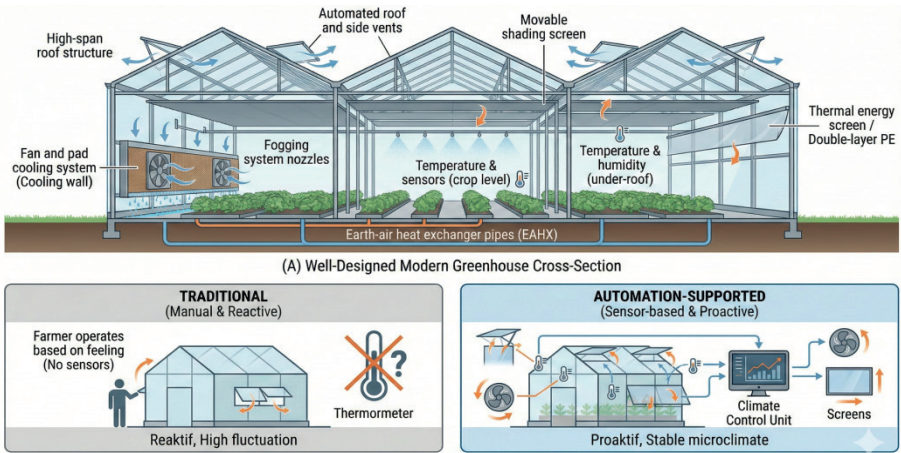 High-span
roof structure
Automated roof
and side vents
Movable
shading screen
Thermal energy
screen /
Double-layer PE
Fan and pad
cooling system
(Cooling wall)
Fogging
system nozzles
Temperature &
sensors (crop level)
Temperature &
humidity
(under-roof)
Earth-air heat exchanger pipes (EAHX)
(A) Well-Designed Modern Greenhouse Cross-Section
TRADITIONAL
(Manual & Reactive)
Farmer operates
based on feeling
(No sensors)
?
Thermormeter
Reaktif, High fluctuation
AUTOMATION-SUPPORTED
(Sensor-based & Proactive)
Climate
Control Unit
Screens
Proaktif, Stable microclimate